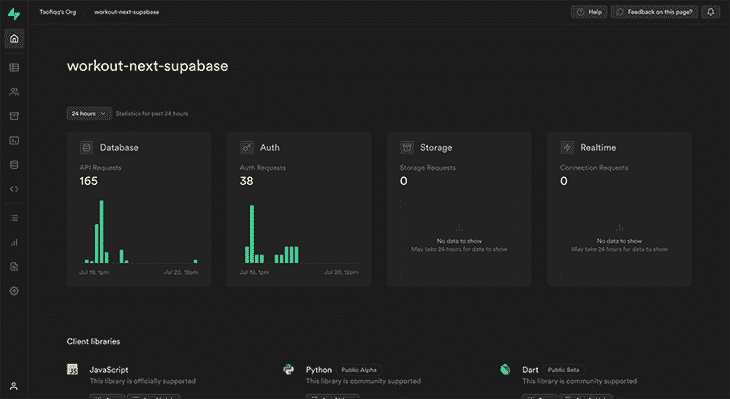 Taofiqq's Org / workout-next-supabase
Help
Feedback on this page?
workout-next-supabase
24 hours
Statistics for past 24 hours
Database
API Requests
165
Jul 19, 1pm
Jul 20, 12pm
Auth
Auth Requests
38
Jul 19, 1pm
Jul 20, 12pm
Storage
Storage Requests
0
No data to show
May take 24 hours for data to show
Realtime
Connection Requests
0
No data to show
May take 24 hours for data to show
Client libraries
JavaScript
This library is officially supported
Python
Public Alpha
This library is community supported
Dart
Public Beta
This library is community supported